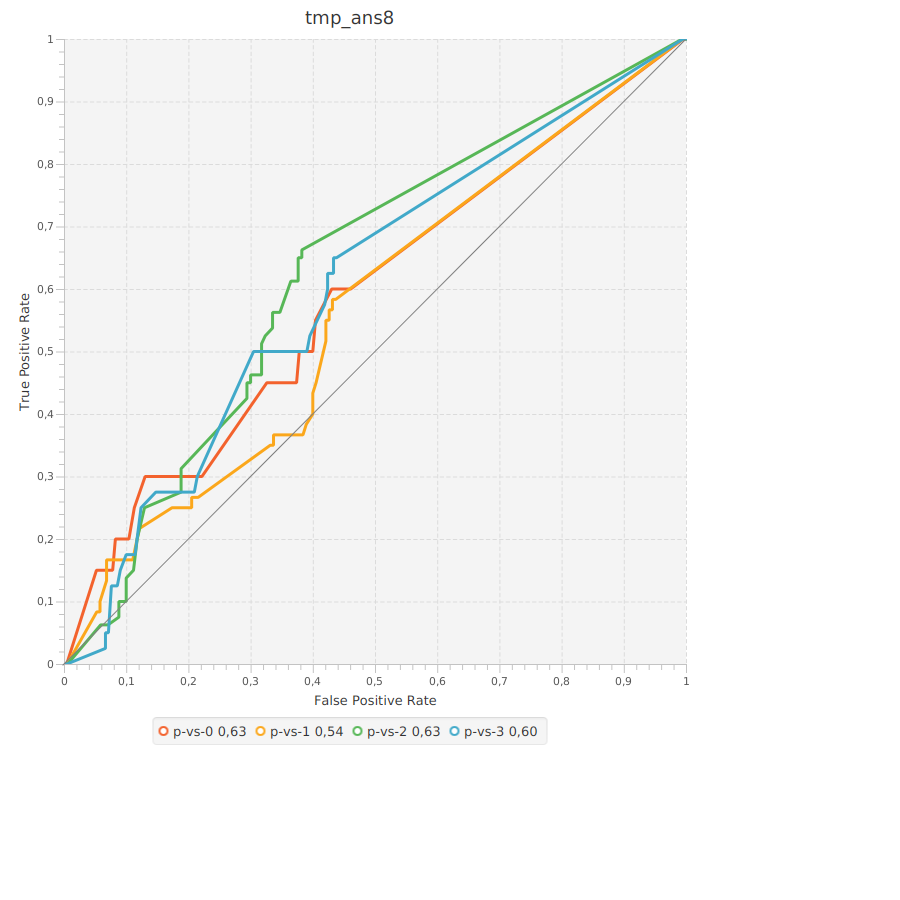 tmp_ans8
1
0,9
0,8
0,7
0,6
0,5
0,4
0,3
0,2
0,1
0
True Positive Rate
0 0,1 0,2 0,3 0,4 0,5 0,6 0,7 0,8 0,9 1
False Positive Rate
p-vs-0 0,63 p-vs-1 0,54 p-vs-2 0,63 p-vs-3 0,60